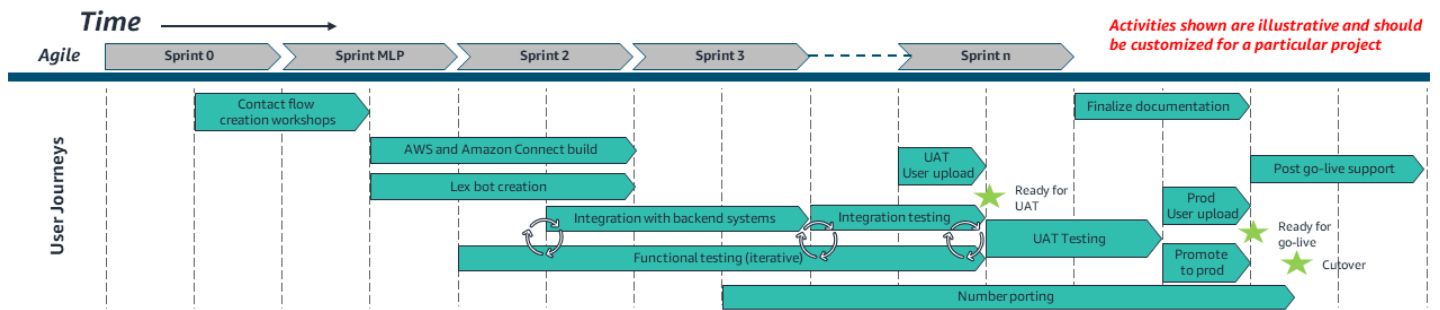 Time
Activities shown are illustrative and should
be customized for a particular project
Agile
Sprint 0
Sprint MLP
Sprint 2
Sprint 3
Sprint n
User Journeys
Contact flow
creation workshops
Finalize documentation
AWS and Amazon Connect build
UAT
User upload
Post go-live support
Lex bot creation
Ready for
UAT
Prod
User upload
Integration with backend systems
Integration testing
UAT Testing
Ready for
go-live
Functional testing (iterative)
Promote
to prod
Cutover
Number porting